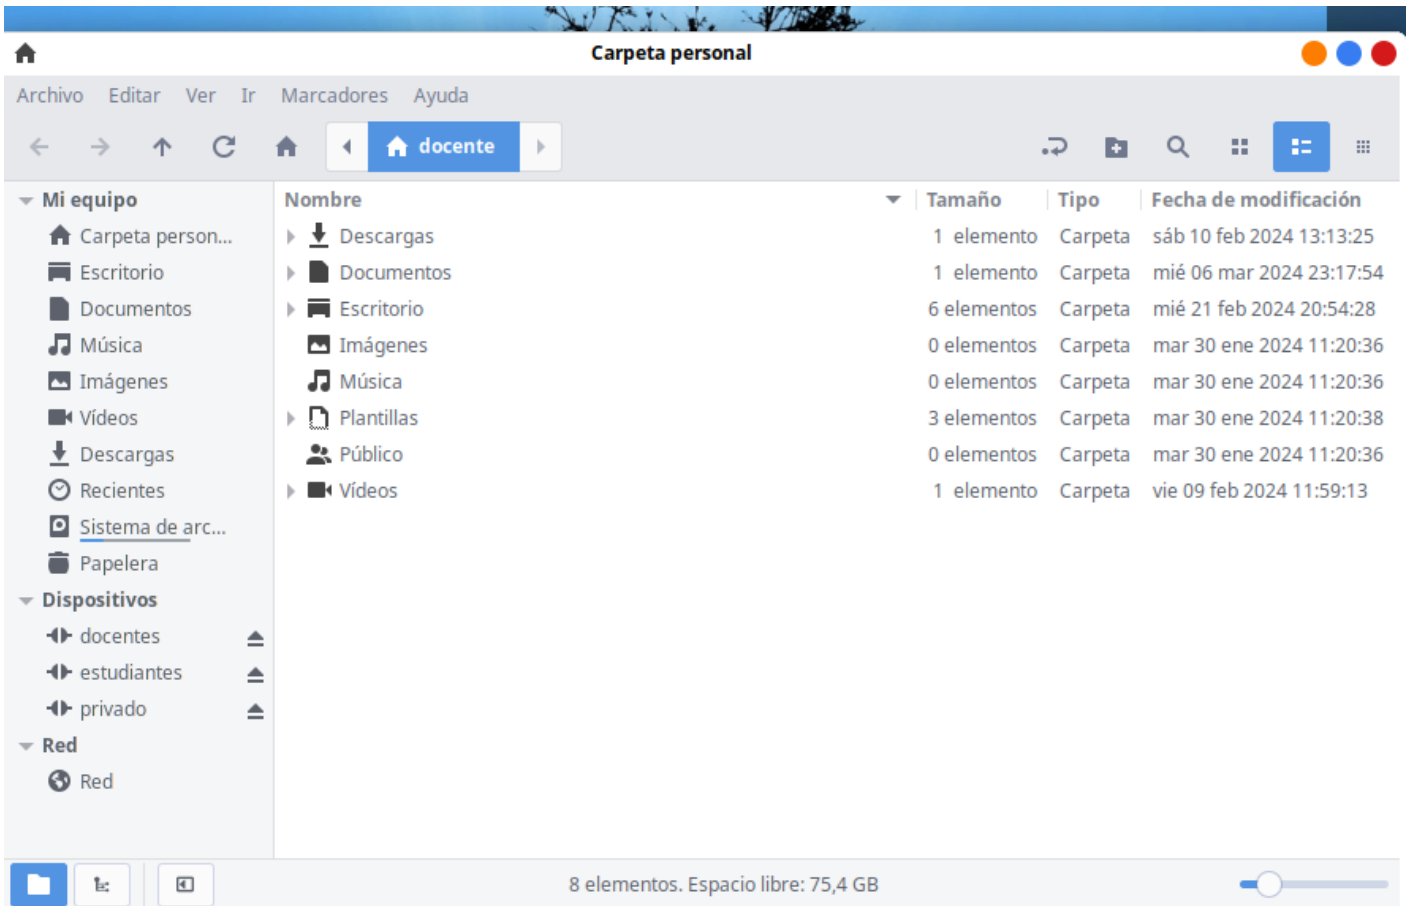 Carpeta personal
Archivo Editar Ver Ir Marcadores Ayuda
docente
Mi equipo
Carpeta person...
Escritorio
Documentos
Música
Imágenes
Vídeos
Descargas
Recientes
Sistema de arc...
Papelera
Dispositivos
docentes
estudiantes
privado
Red
Red
Nombre Tamaño Tipo Fecha de modificación
Descargas 1 elemento Carpeta sáb 10 feb 2024 13:13:25
Documentos 1 elemento Carpeta mié 06 mar 2024 23:17:54
Escritorio 6 elementos Carpeta mié 21 feb 2024 20:54:28
Imágenes 0 elementos Carpeta mar 30 ene 2024 11:20:36
Música 0 elementos Carpeta mar 30 ene 2024 11:20:36
Plantillas 3 elementos Carpeta mar 30 ene 2024 11:20:38
Público 0 elementos Carpeta mar 30 ene 2024 11:20:36
Vídeos 1 elemento Carpeta vie 09 feb 2024 11:59:13
8 elementos. Espacio libre: 75,4 GB